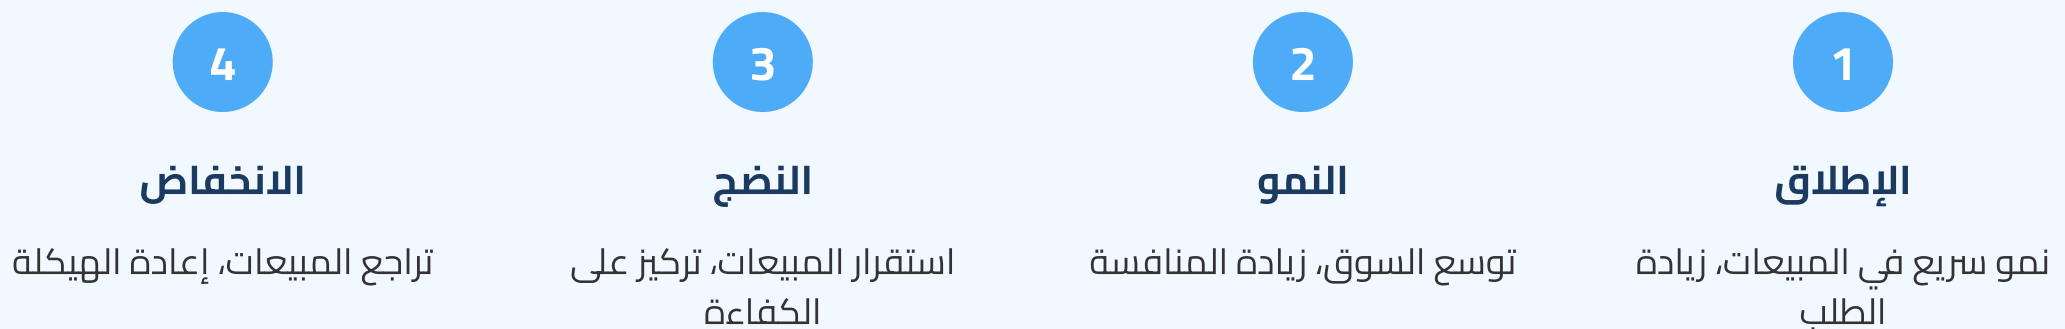 1
الإطلاق
نمو سريع في المبيعات، زيادة
الطلب
2
النمو
توسع السوق، زيادة المنافسة
3
النضج
استقرار المبيعات، تركيز على
الكفاءة
4
الانخفاض
تراجع المبيعات، إعادة الهيكلة